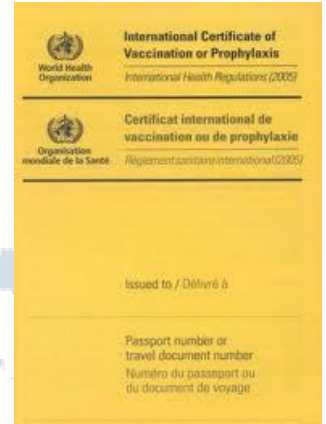 World Health
Organization
International Certificate of
Vaccination or Prophylaxis
International Health Regulations (2005)
Organisation
mondiale de la Santé
Certificat international de
vaccination ou de prophylaxie
Règlement sanitaire international (2005)
Issued to / Délivré à
Passport number or
travel document number
Numéro du passeport ou
du document de voyage